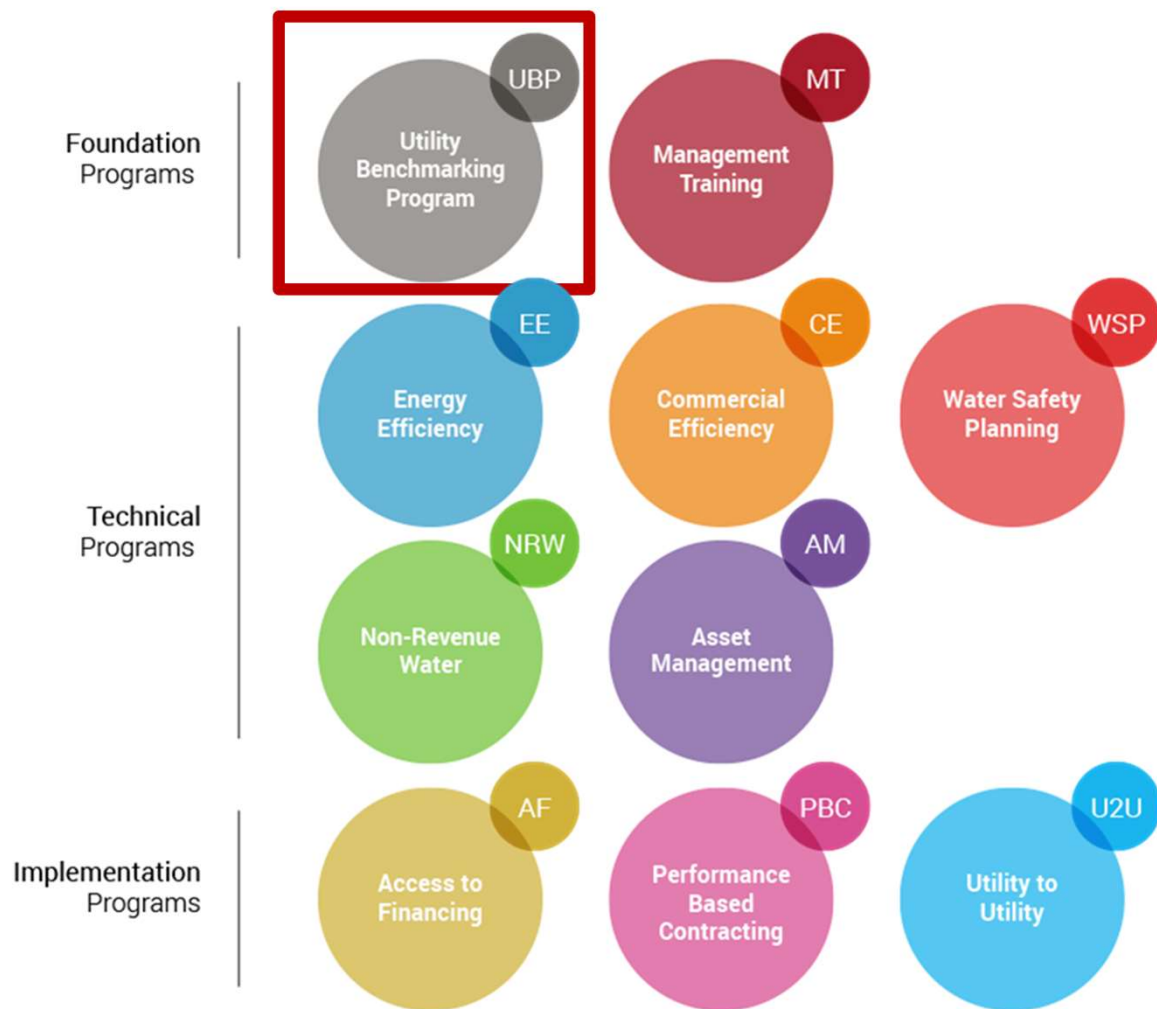 Foundation
Programs
UBP
Utility
Benchmarking
Program
MT
Management
Training
Technical
Programs
EE
Energy
Efficiency
CE
Commercial
Efficiency
WSP
Water Safety
Planning
NRW
Non-Revenue
Water
AM
Asset
Management
Implementation
Programs
AF
Access to
Financing
PBC
Performance
Based
Contracting
U2U
Utility to
Utility